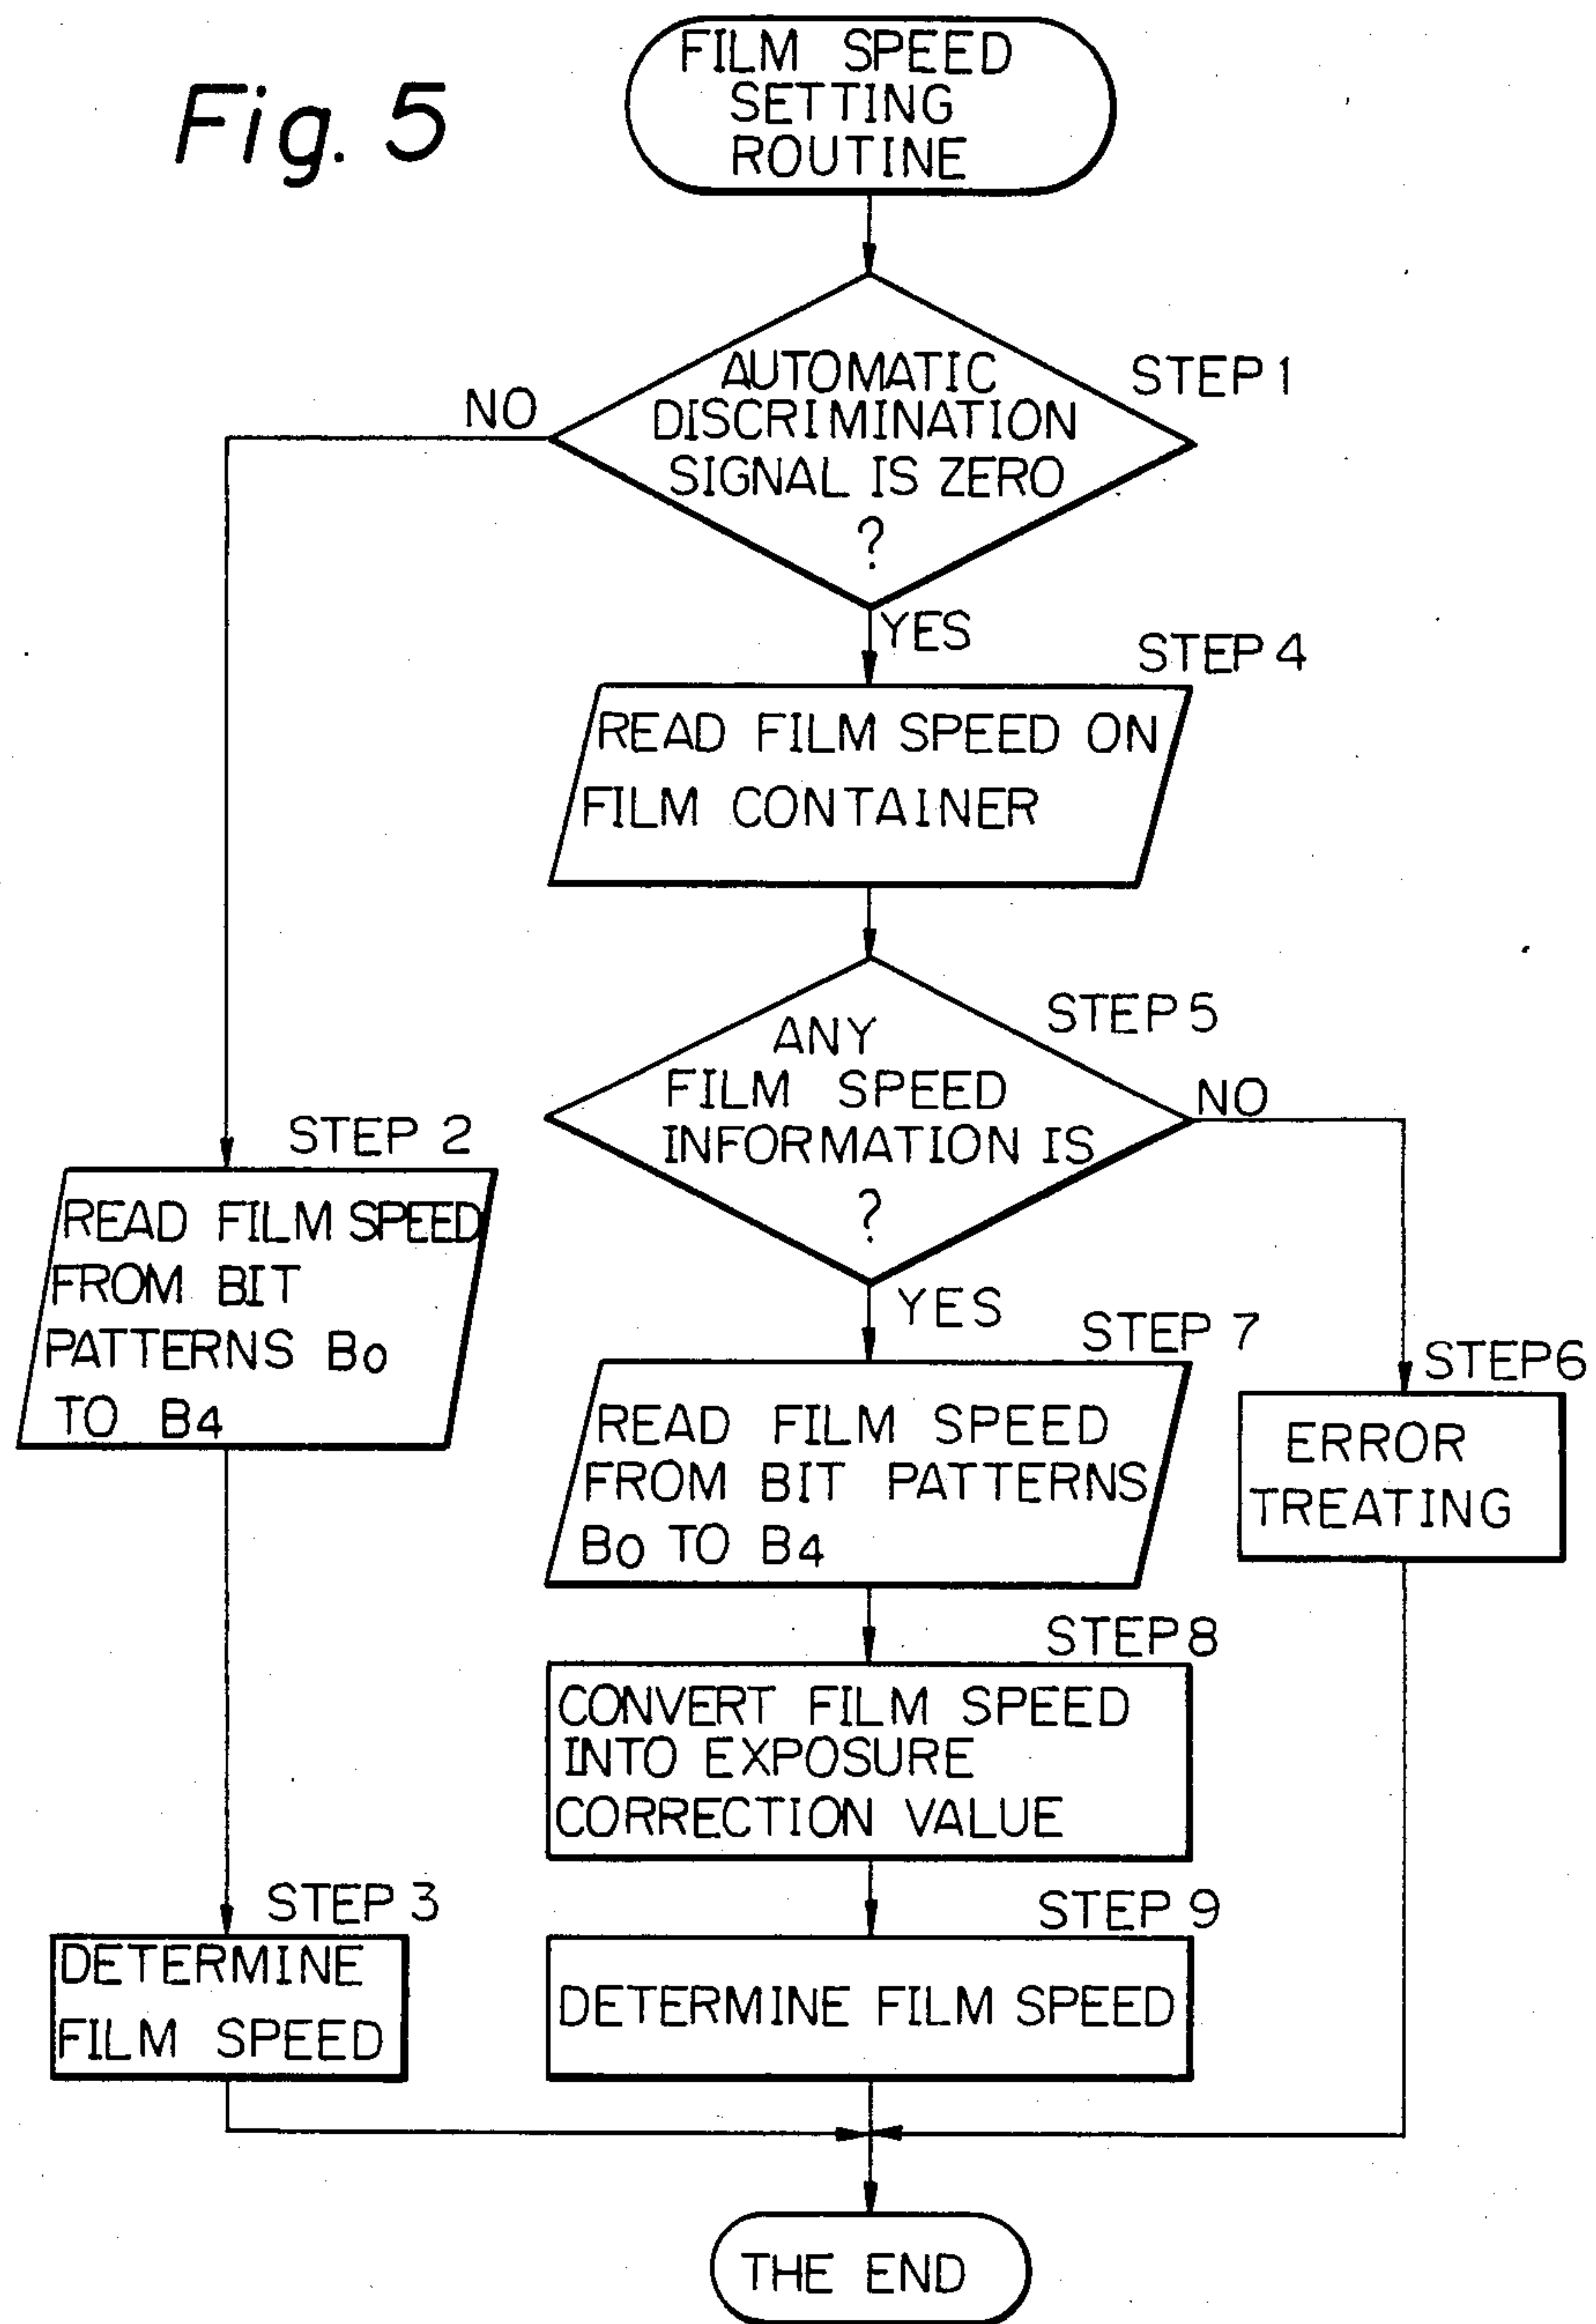 Fig. 5
FILM SPEED
SETTING
ROUTINE
STEP 1
AUTOMATIC
DISCRIMINATION
SIGNAL IS ZERO
?
NO
YES
STEP 4
READ FILM SPEED ON
FILM CONTAINER
STEP 5
ANY
FILM SPEED
INFORMATION IS
?
NO
YES
STEP 2
READ FILM SPEED
FROM BIT
PATTERNS B0
TO B4
STEP 7
READ FILM SPEED
FROM BIT PATTERNS
B0 TO B4
STEP6
ERROR
TREATING
STEP 8
CONVERT FILM SPEED
INTO EXPOSURE
CORRECTION VALUE
STEP 3
DETERMINE
FILM SPEED
STEP 9
DETERMINE FILM SPEED
THE END